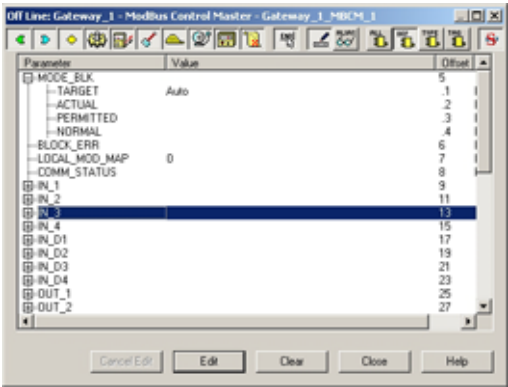 Off Line: Gateway_1 - ModBus Control Master - Gateway_1_MBCM_1
Parameter Value Offset
MODE_BLK 5
TARGET Auto .1
ACTUAL .2
PERMITTED .3
NORMAL .4
BLOCK_ERR 6
LOCAL_MOD_MAP 0 7
COMM_STATUS 8
IN_1 9
IN_2 11
IN_3 13
IN_4 15
IN_D1 17
IN_D2 19
IN_D3 21
IN_D4 23
OUT_1 25
OUT_2 27
Cancel Edit Edit Clear Close Help